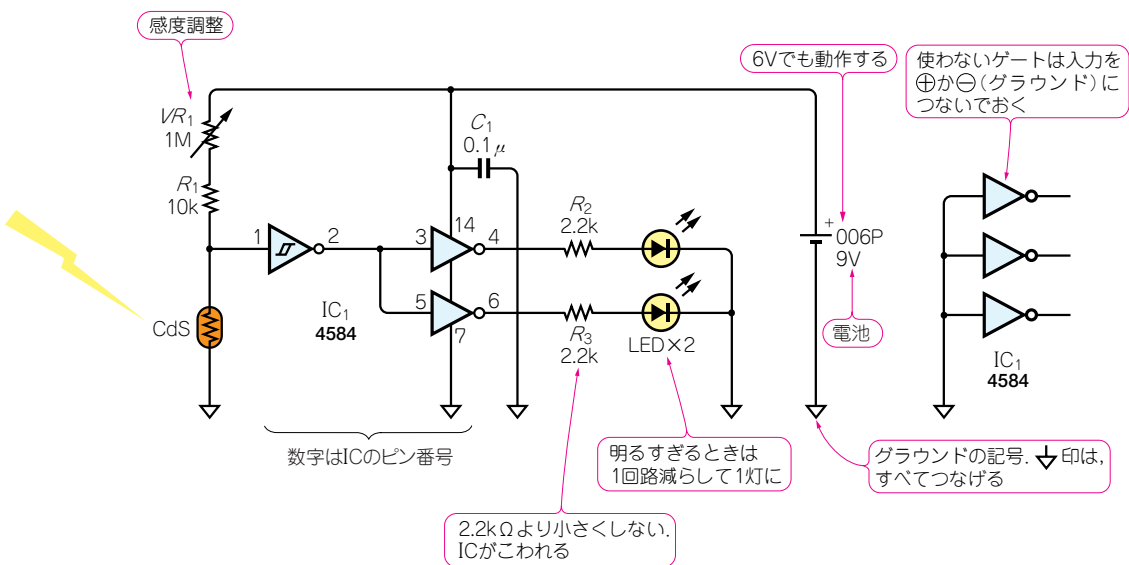 感度調整
6Vでも動作する
使わないゲートは入力を
⊕か⊖(グラウンド)に
つないでおく
VR1
1M
C1
0.1μ
R1
10k
R2
2.2k
14
1
2
3
4
+
006P
9V
5
6
IC1
4584
7
CdS
R3
2.2k
LED×2
電池
IC1
4584
数字はICのピン番号
明るすぎるときは
1回路減らして1灯に
グラウンドの記号.印は,
すべてつなげる
2.2kΩより小さくしない.
ICがこわれる